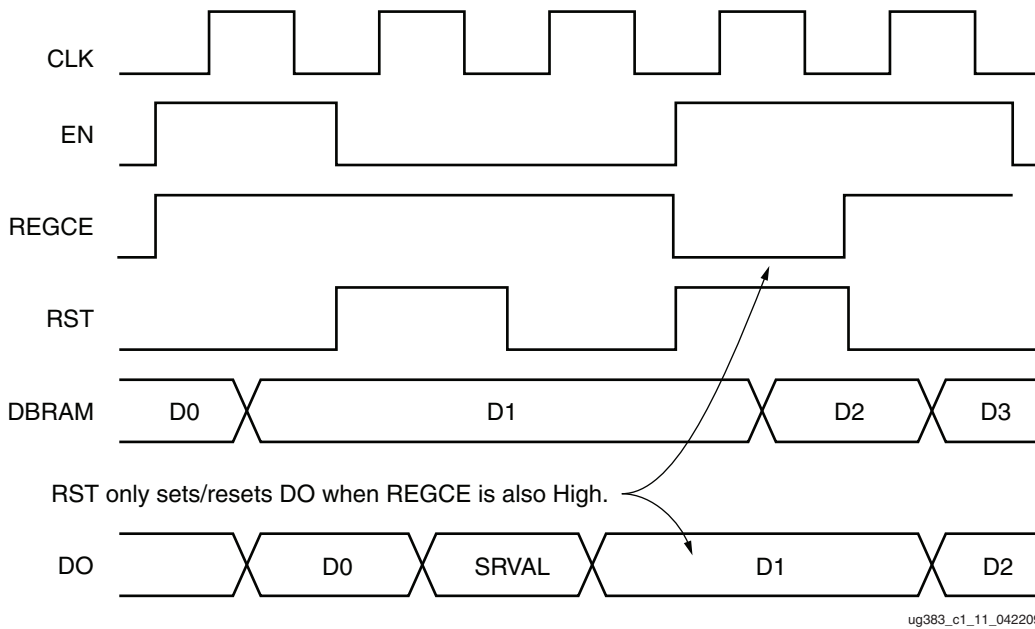 CLK
EN
REGCE
RST
DBRAM D0 D1 D2 D3
RST only sets/resets DO when REGCE is also High.
DO D0 SRVAL D1 D2
ug383_c1_11_042209